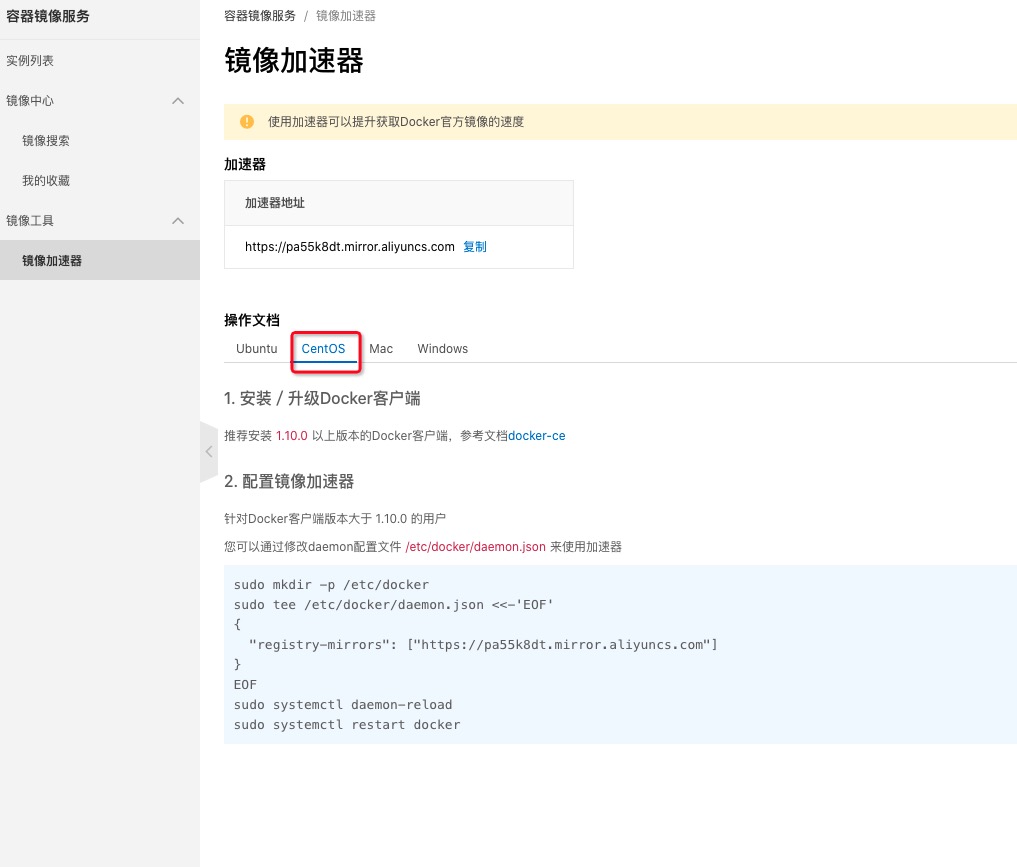 容器镜像服务
实例列表
镜像中心
镜像搜索
我的收藏
镜像工具
镜像加速器
容器镜像服务 / 镜像加速器
镜像加速器
使用加速器可以提升获取Docker官方镜像的速度
加速器
加速器地址
https://pa55k8dt.mirror.aliyuncs.com 复制
操作文档
Ubuntu CentOS Mac Windows
1. 安装 / 升级Docker客户端
推荐安装 1.10.0 以上版本的Docker客户端，参考文档docker-ce
2. 配置镜像加速器
针对Docker客户端版本大于 1.10.0 的用户
您可以通过修改daemon配置文件 /etc/docker/daemon.json 来使用加速器
sudo mkdir -p /etc/docker
sudo tee /etc/docker/daemon.json <<-'EOF'
{
  "registry-mirrors": ["https://pa55k8dt.mirror.aliyuncs.com"]
}
EOF
sudo systemctl daemon-reload
sudo systemctl restart docker